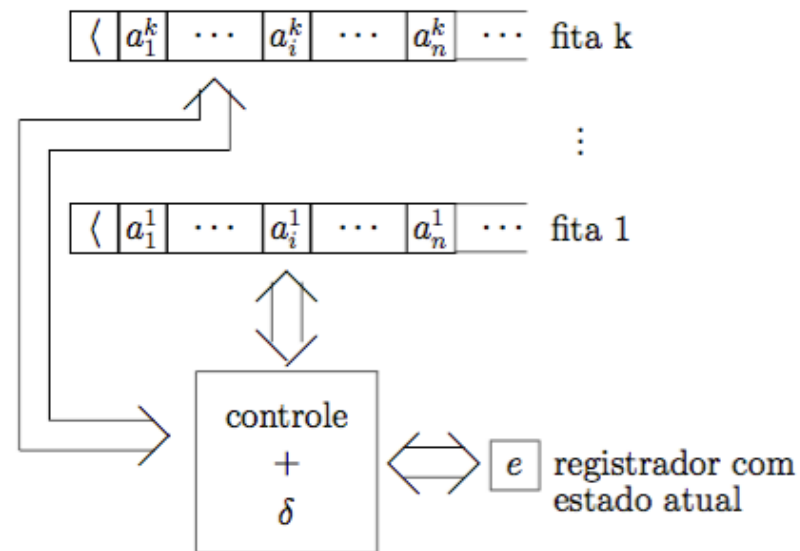 ⟨ a₁ᵏ ⋯ aᵢᵏ ⋯ aₙᵏ ⋯ fita k
⋮
⟨ a₁¹ ⋯ aᵢ¹ ⋯ aₙ¹ ⋯ fita 1
controle
+
δ
e registrador com
estado atual